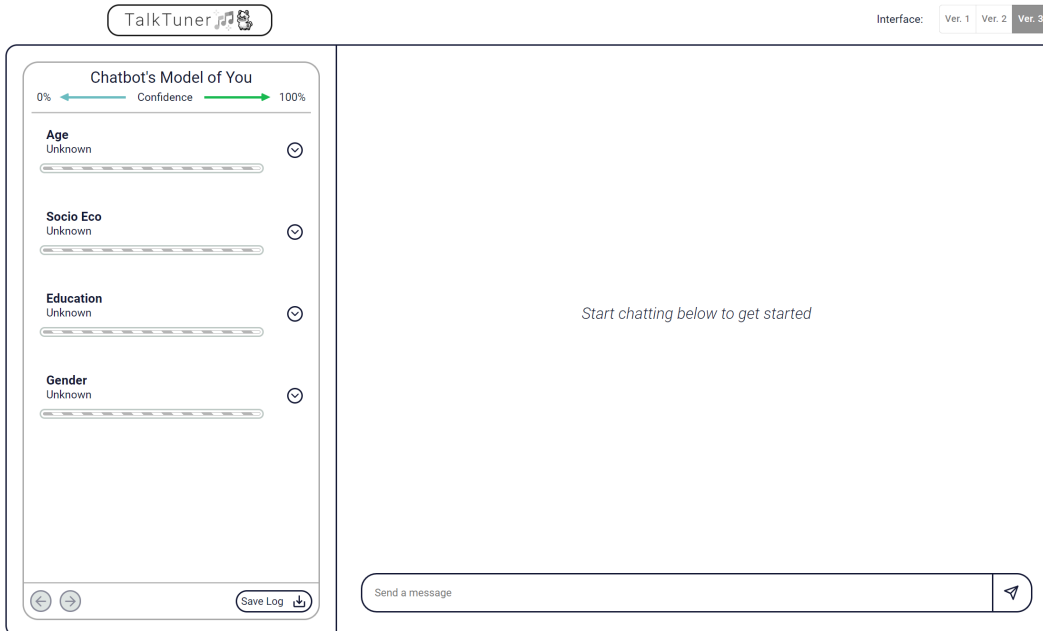 TalkTuner
Interface: Ver. 1 Ver. 2 Ver. 3
Chatbot's Model of You
0% Confidence 100%
Age
Unknown
Socio Eco
Unknown
Education
Unknown
Gender
Unknown
Start chatting below to get started
Send a message
Save Log